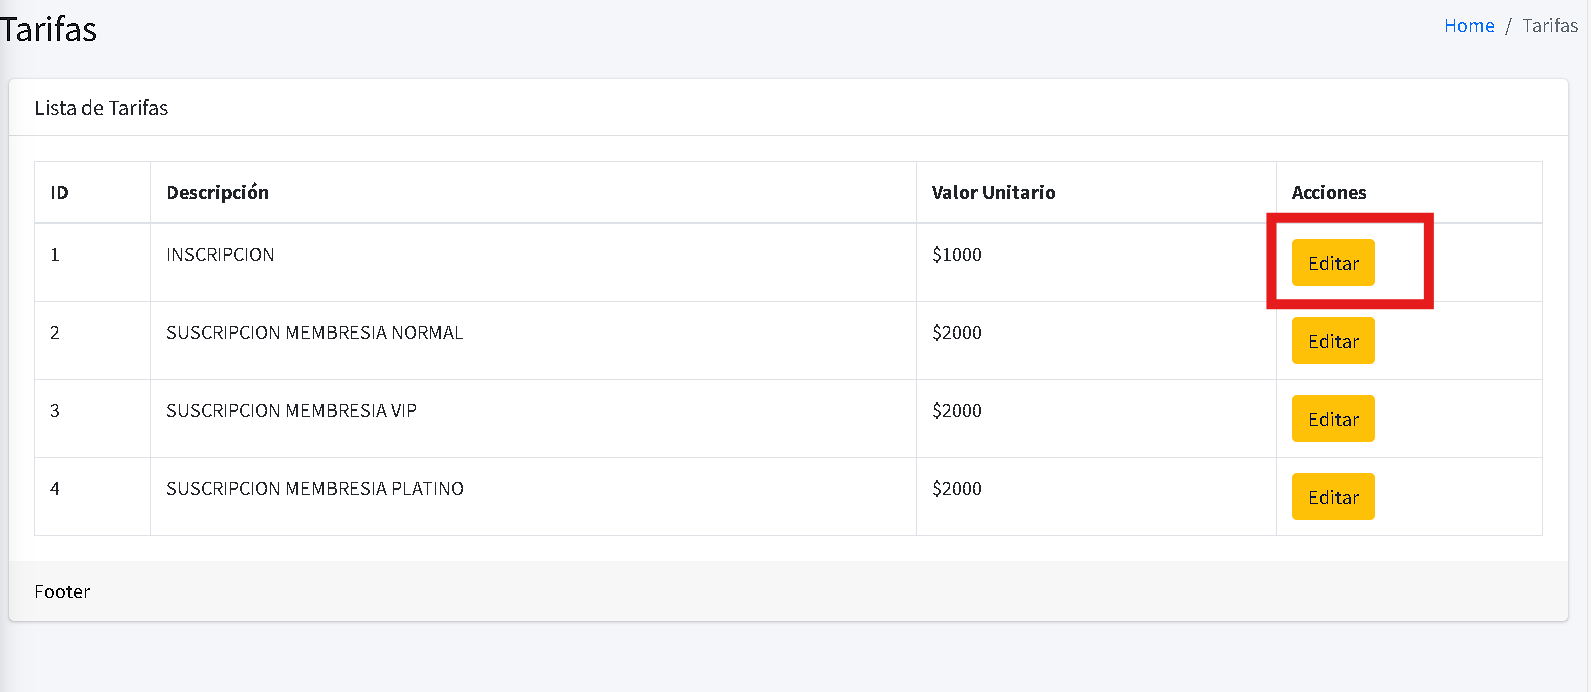 Tarifas
Home / Tarifas
Lista de Tarifas
ID Descripción Valor Unitario Acciones
1 INSCRIPCION $1000 Editar
2 SUSCRIPCION MEMBRESIA NORMAL $2000 Editar
3 SUSCRIPCION MEMBRESIA VIP $2000 Editar
4 SUSCRIPCION MEMBRESIA PLATINO $2000 Editar
Footer